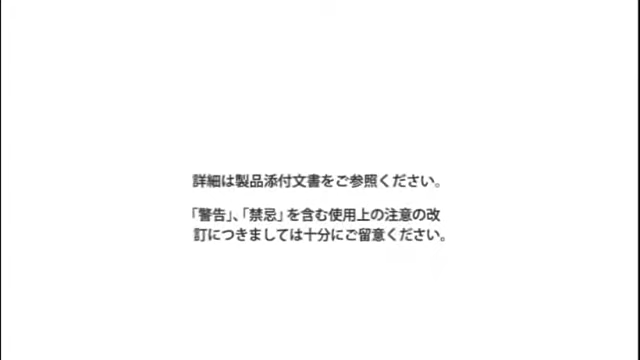 詳細は製品添付文書をご参照ください。
「警告」、「禁忌」を含む使用上の注意の改
訂につきましては十分にご留意ください。